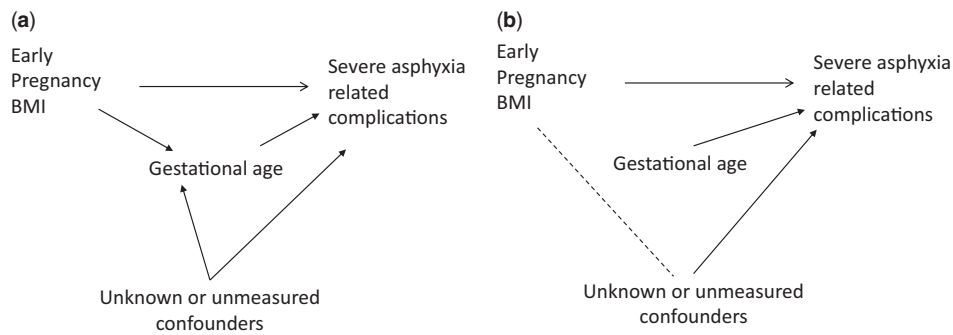 (a)
Early
Pregnancy
BMI
Severe asphyxia
related
complications
Gestational age
Unknown or unmeasured
confounders
(b)
Early
Pregnancy
BMI
Severe asphyxia
related
complications
Gestational age
Unknown or unmeasured
confounders